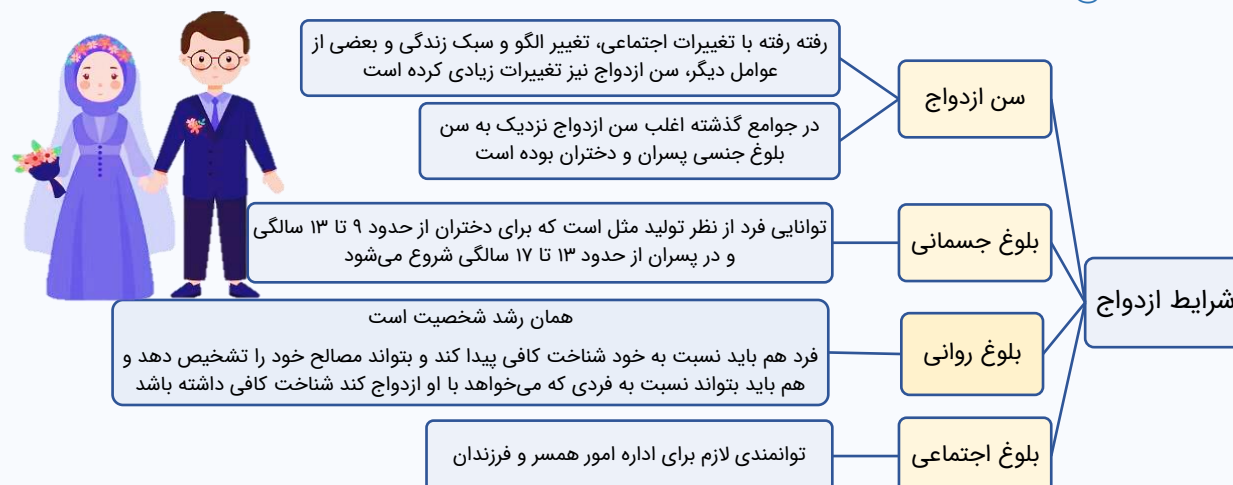 شرایط ازدواج
سن ازدواج
رفته رفته با تغییرات اجتماعی، تغییر الگو و سبک زندگی و بعضی از
عوامل دیگر، سن ازدواج نیز تغییرات زیادی کرده است
در جوامع گذشته اغلب سن ازدواج نزدیک به سن
بلوغ جنسی پسران و دختران بوده است
بلوغ جسمانی
توانایی فرد از نظر تولید مثل است که برای دختران از حدود ۹ تا ۱۳ سالگی
و در پسران از حدود ۱۳ تا ۱۷ سالگی شروع می‌شود
بلوغ روانی
همان رشد شخصیت است
فرد هم باید نسبت به خود شناخت کافی پیدا کند و بتواند مصالح خود را تشخیص دهد و
هم باید بتواند نسبت به فردی که می‌خواهد با او ازدواج کند شناخت کافی داشته باشد
بلوغ اجتماعی
توانمندی لازم برای اداره امور همسر و فرزندان